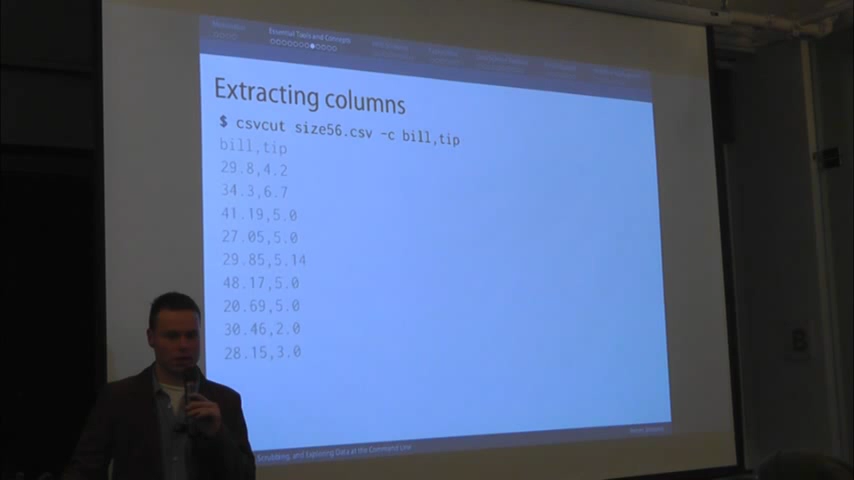 Motivation
Essential Tools and Concepts
Extracting columns
$ csvcut size56.csv -c bill,tip
bill,tip
29.8,4.2
34.3,6.7
41.19,5.0
27.05,5.0
29.85,5.14
48.17,5.0
20.69,5.0
30.46,2.0
28.15,3.0
Scrubbing, and Exploring Data at the Command Line
B